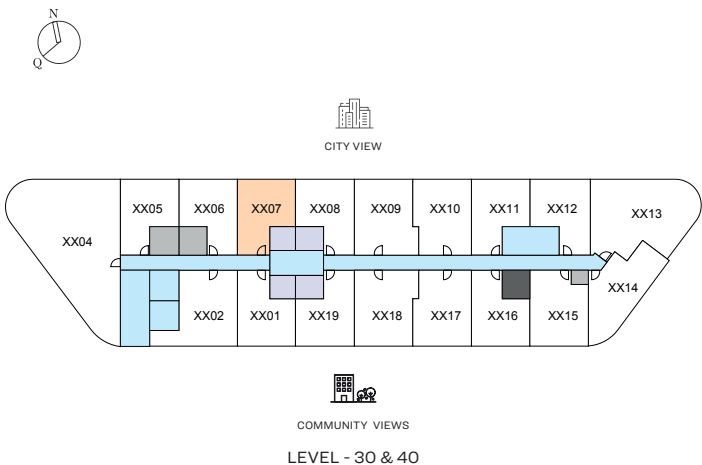 N
Q
CITY VIEW
XX05 XX06 XX07 XX08 XX09 XX10 XX11 XX12 XX13
XX04
XX14
XX02 XX01 XX19 XX18 XX17 XX16 XX15
COMMUNITY VIEWS
LEVEL - 30 & 40